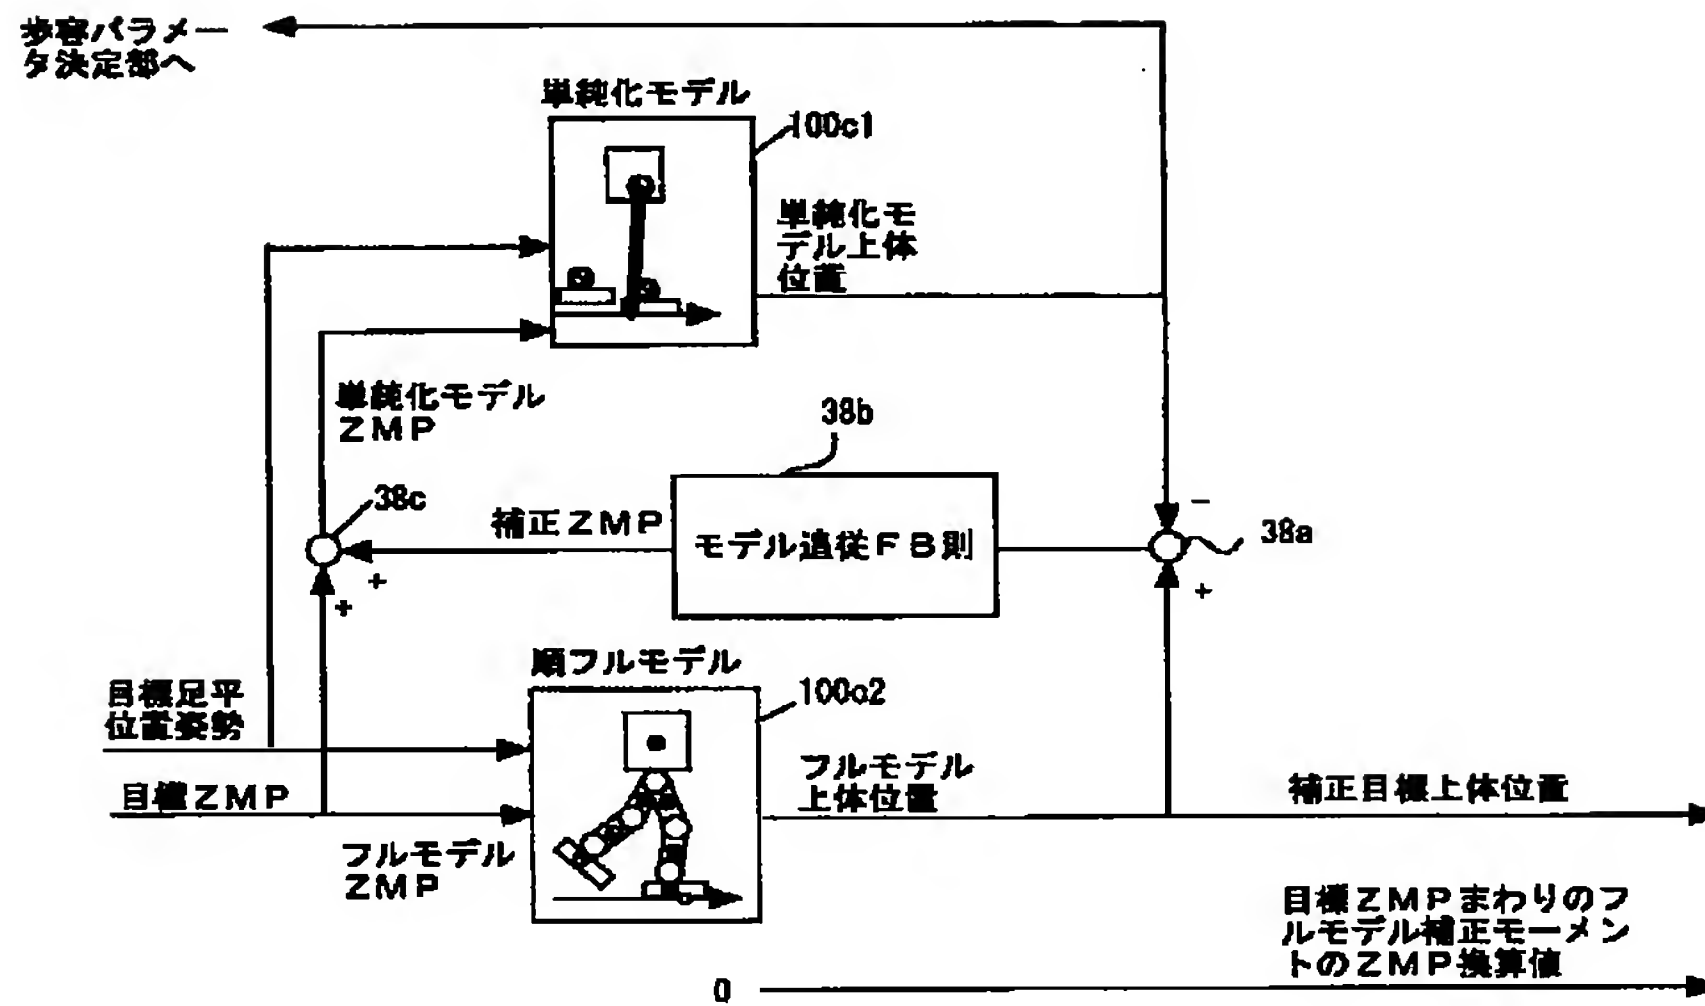 歩容パラメー
タ決定部へ
単純化モデル
100c1
単純化モ
デル上体
位置
単純化モデル
ZMP
38b
38c
補正ZMP
モデル追従FB則
-
38a
+
+
+
順フルモデル
100c2
目標足平
位置姿勢
フルモデル
上体位置
目標ZMP
補正目標上体位置
フルモデル
ZMP
目標ZMPまわりのフ
ルモデル補正モーメン
トのZMP換算値
0